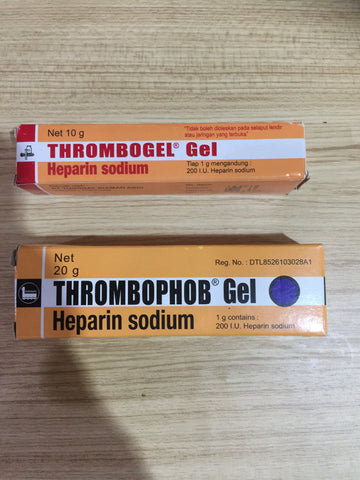 Net 10 g
"Tidak boleh dioleskan pada selaput lendir
atau jaringan yang terbuka"
THROMBOGEL® Gel
Heparin sodium
Tiap 1 g mengandung :
200 I.U. Heparin sodium
Net
20 g
Reg. No. : DTL8526103028A1
THROMBOPHOB® Gel
Heparin sodium
1 g contains :
200 I.U. Heparin sodium